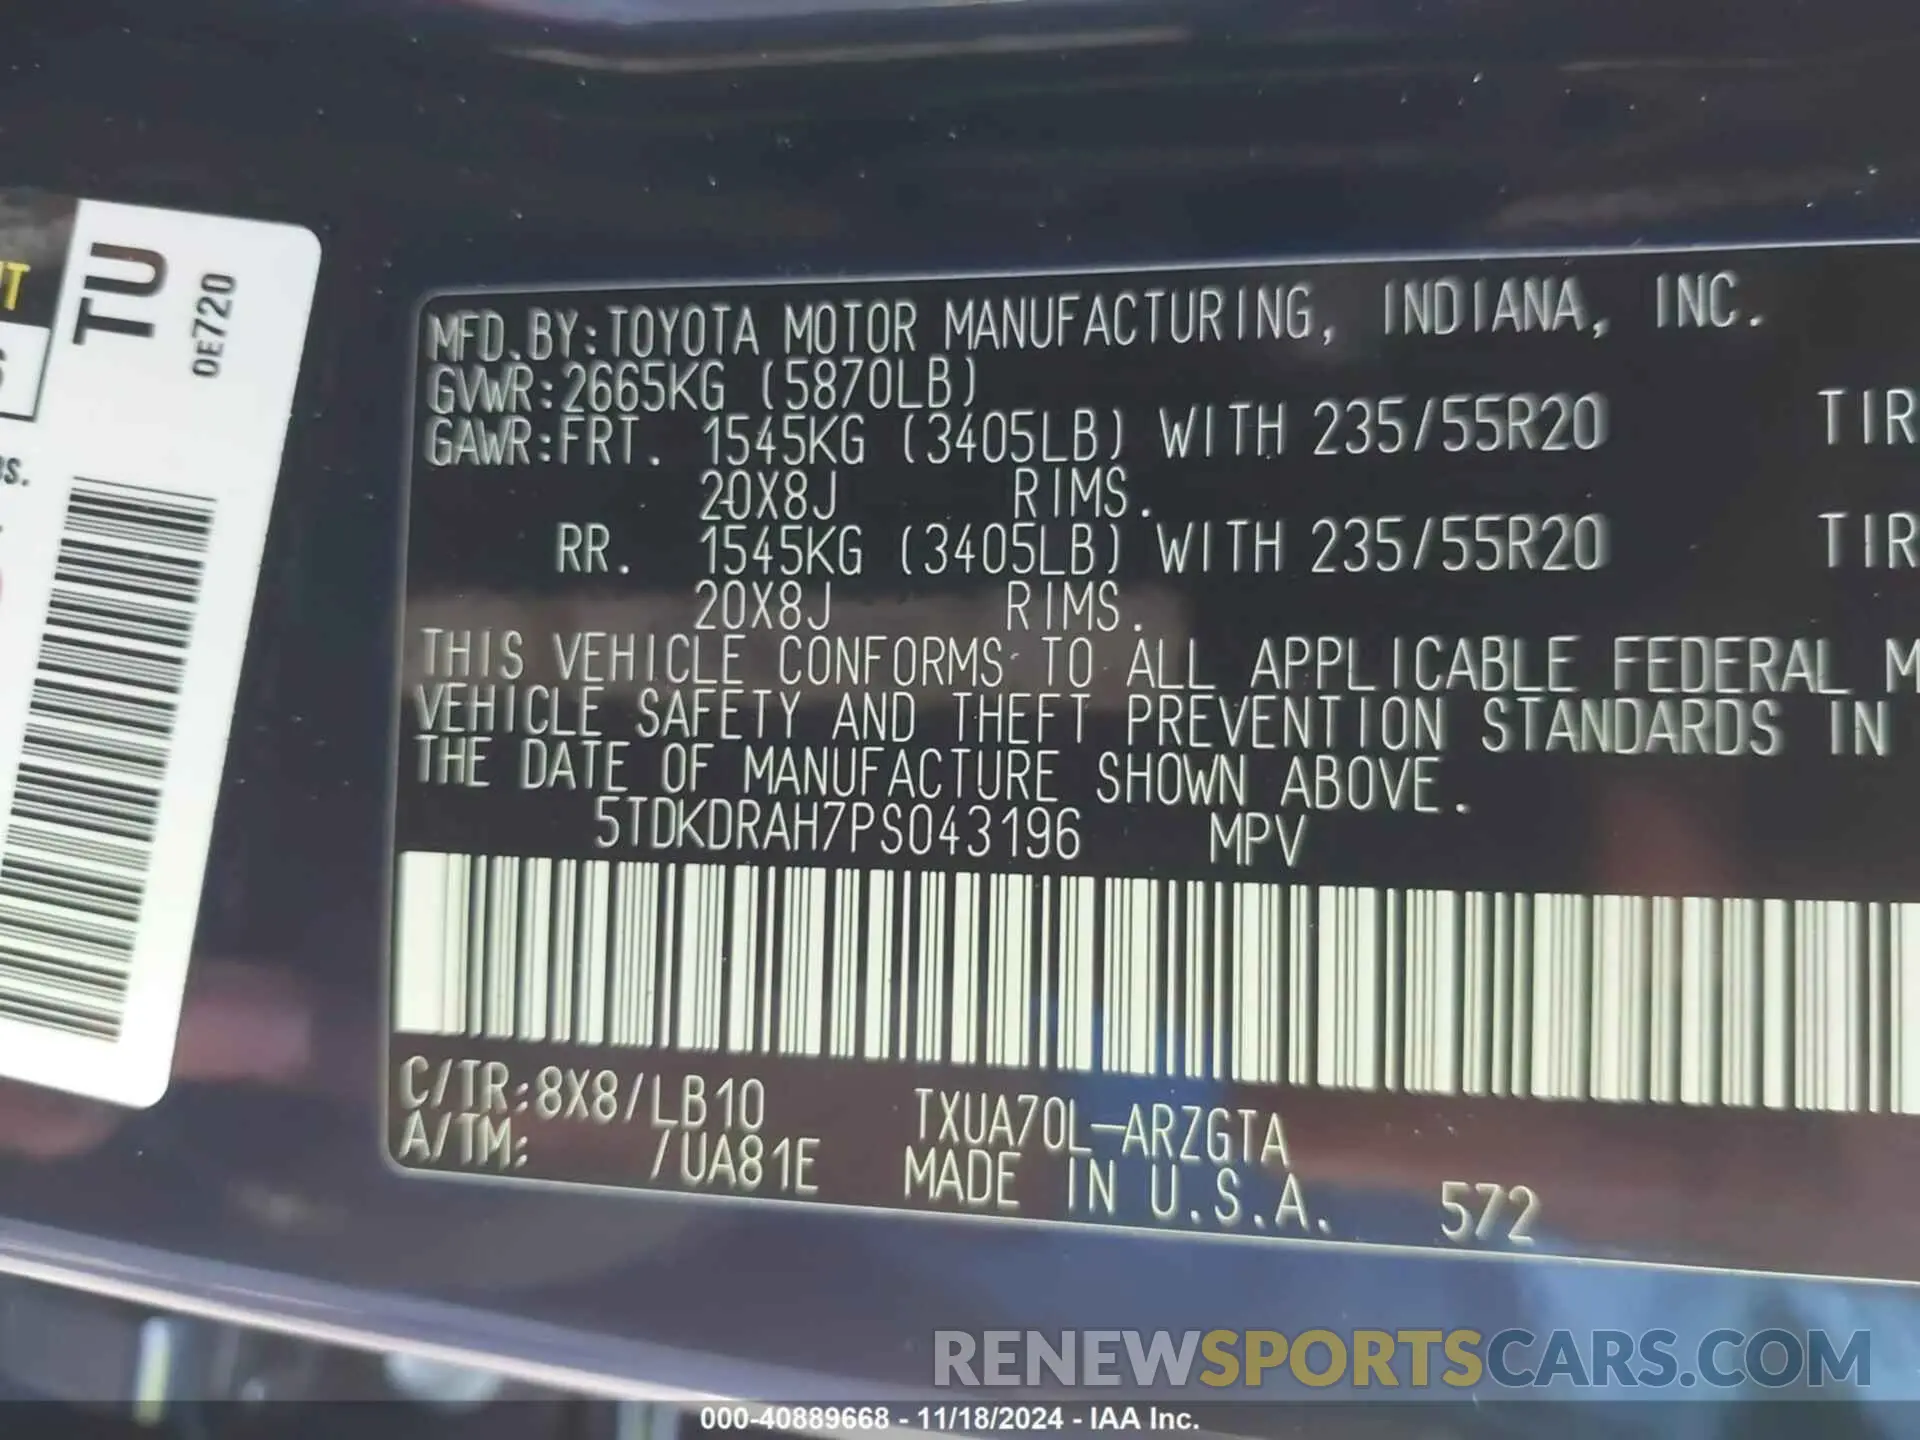 TU
0E720
MFD.BY:TOYOTA MOTOR MANUFACTURING, INDIANA, INC.
GVWR:2665KG (5870LB)
GAWR:FRT. 1545KG (3405LB) WITH 235/55R20 TIR
20X8J RIMS.
RR. 1545KG (3405LB) WITH 235/55R20 TIR
20X8J RIMS.
THIS VEHICLE CONFORMS TO ALL APPLICABLE FEDERAL M
VEHICLE SAFETY AND THEFT PREVENTION STANDARDS IN
THE DATE OF MANUFACTURE SHOWN ABOVE.
5TDKDRAH7PS043196 MPV
C/TR:8X8/LB10 TXUA70L-ARZGTA
A/TM: /UA81E MADE IN U.S.A. 572
RENEWSPORTSCARS.COM
000-40889668 - 11/18/2024 - IAA Inc.